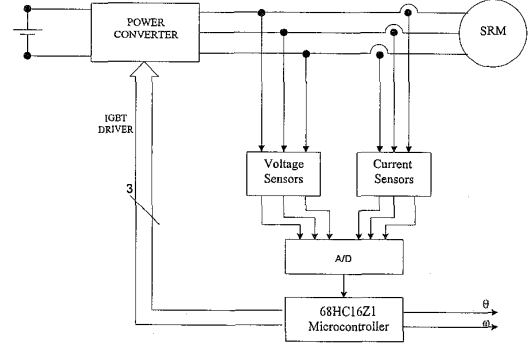 POWER
CONVERTER
SRM
IGBT
DRIVER
Voltage
Sensors
Current
Sensors
3
A/D
68HC16Z1
Microcontroller
θ
ω